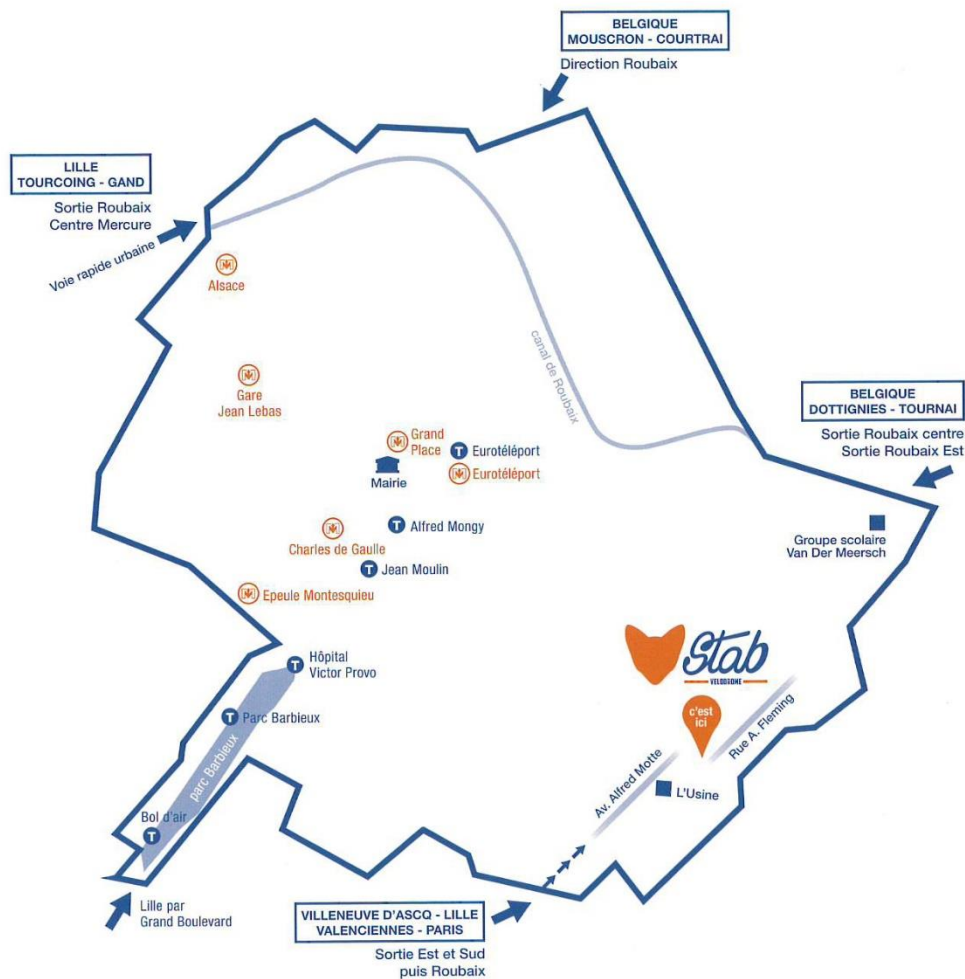 BELGIQUE
MOUSCRON - COURTRAI
Direction Roubaix
LILLE
TOURCOING - GAND
Sortie Roubaix
Centre Mercure
Voie rapide urbaine
Alsace
canal de Roubaix
Gare
Jean Lebas
BELGIQUE
DOTTIGNIES - TOURNAI
Sortie Roubaix centre
Sortie Roubaix Est
Grand
Place
T
Eurotéléport
Mairie
Eurotéléport
T
Alfred Mongy
Charles de Gaulle
Groupe scolaire
Van Der Meersch
T
Jean Moulin
Epeule Montesquieu
Stab
VELODROME
T
Hôpital
Victor Provo
T
Parc Barbieux
parc Barbieux
c'est
ici
Rue A. Fleming
Av. Alfred Motte
L'Usine
Bol d'air
T
Lille par
Grand Boulevard
VILLENEUVE D'ASCQ - LILLE
VALENCIENNES - PARIS
Sortie Est et Sud
puis Roubaix